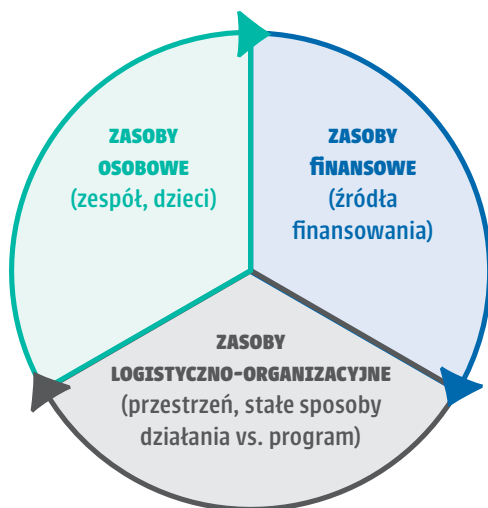 ZASOBY
OSOBOWE
(zespół, dzieci)
ZASOBY
fINANSOWE
(źródła
finansowania)
ZASOBY
LOGISTYCZNO-ORGANIZACYJNE
(przestrzeń, stałe sposoby
działania vs. program)